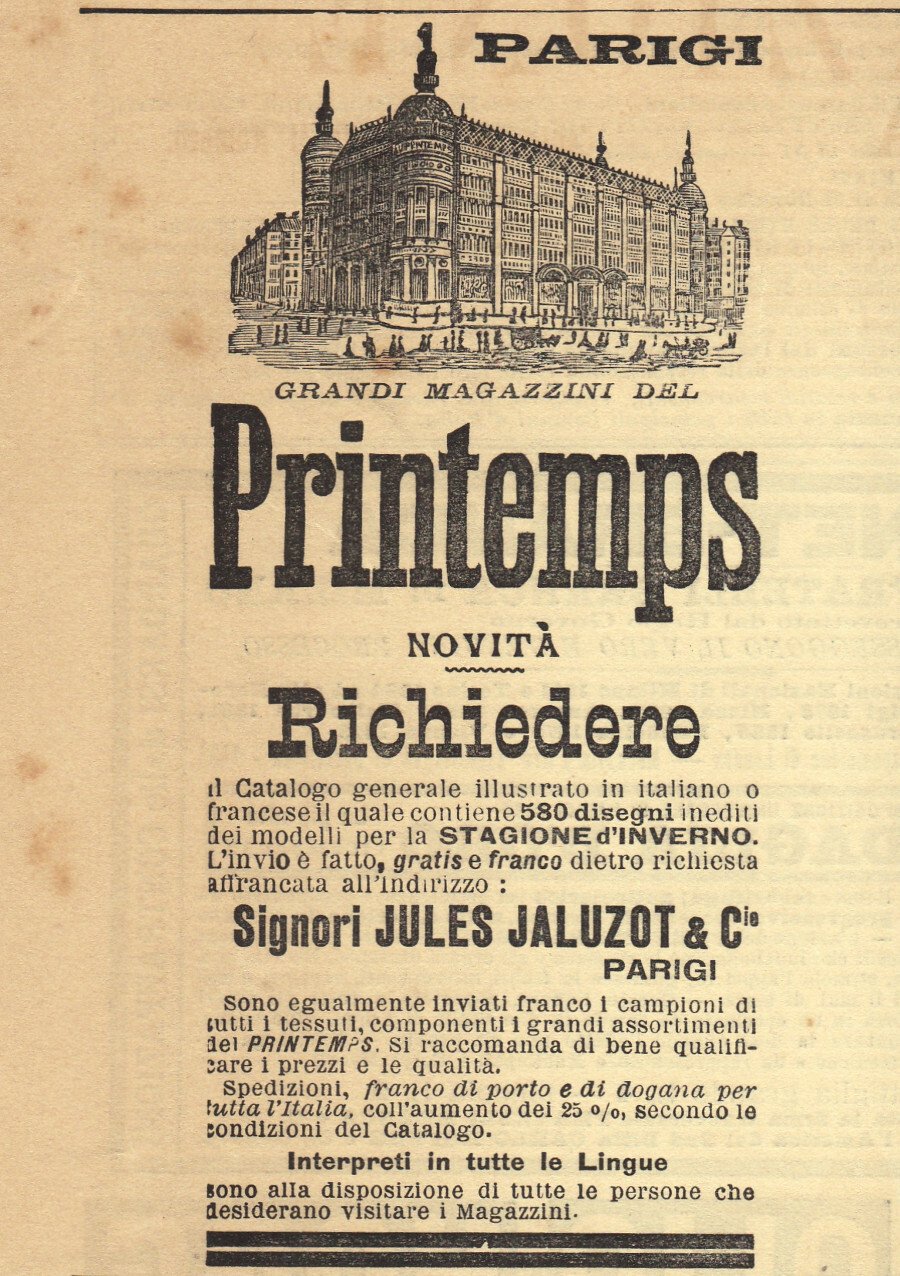 PARIGI
PRINTEMPS
GRANDI MAGAZZINI DEL
Printemps
NOVITÀ
Richiedere
il Catalogo generale illustrato in italiano o
francese il quale contiene 580 disegni inediti
dei modelli per la STAGIONE d'INVERNO.
L'invio è fatto, gratis e franco dietro richiesta
affrancata all'indirizzo :
Signori JULES JALUZOT & Cie
PARIGI
Sono egualmente inviati franco i campioni di
tutti i tessuti, componenti i grandi assortimenti
del PRINTEMPS. Si raccomanda di bene qualifi-
care i prezzi e le qualità.
Spedizioni, franco di porto e di dogana per
tutta l'Italia, coll'aumento dei 25 %, secondo le
condizioni del Catalogo.
Interpreti in tutte le Lingue
sono alla disposizione di tutte le persone che
desiderano visitare i Magazzini.